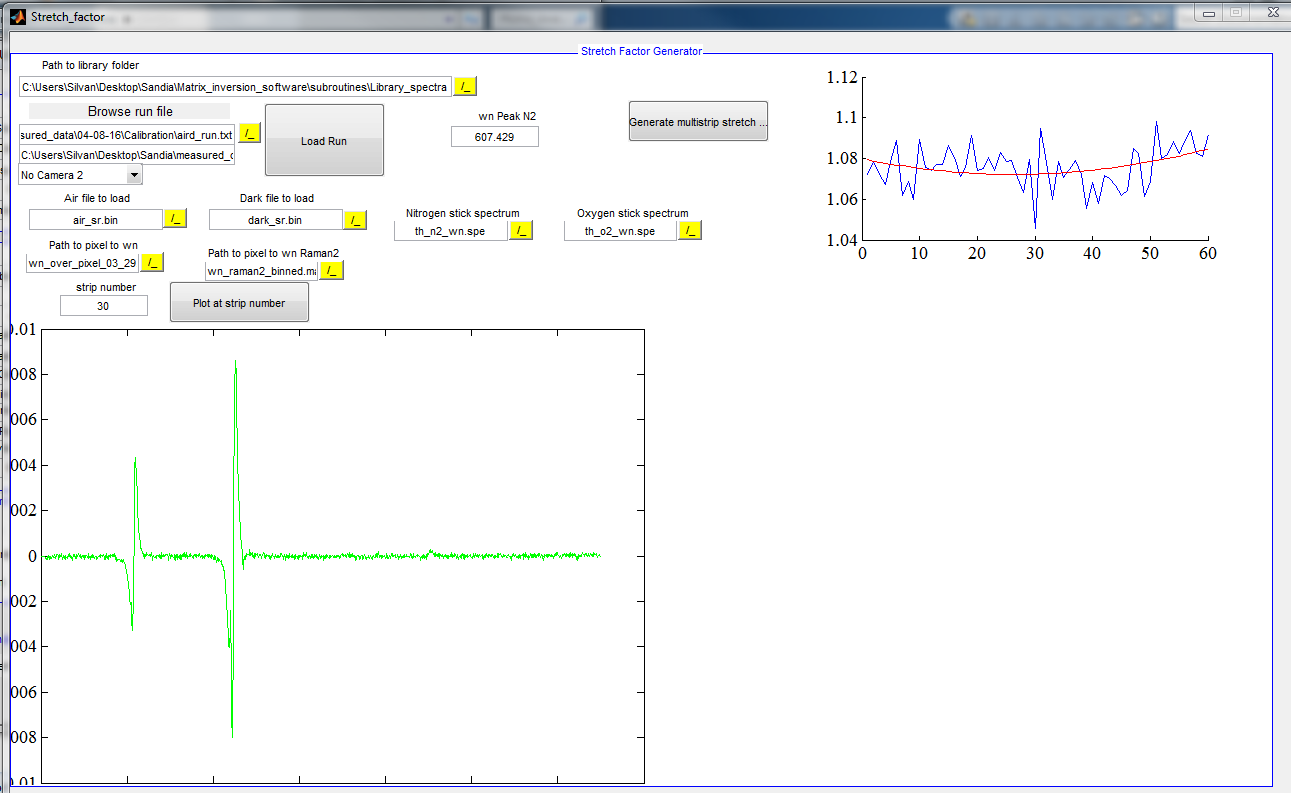 Stretch_factor
Stretch Factor Generator
Path to library folder
C:\Users\Silvan\Desktop\Sandia\Matrix_inversion_software\subroutines\Library_spectra /_
Browse run file
sured_data\04-08-16\Calibration\aird_run.txt /_
C:\Users\Silvan\Desktop\Sandia\measured_c
No Camera 2
Load Run
wn Peak N2
607.429
Generate multistrip stretch ...
Air file to load
air_sr.bin /_
Dark file to load
dark_sr.bin /_
Nitrogen stick spectrum
th_n2_wn.spe /_
Oxygen stick spectrum
th_o2_wn.spe /_
Path to pixel to wn
wn_over_pixel_03_29 /_
Path to pixel to wn Raman2
wn_raman2_binned.ma /_
strip number
30
Plot at strip number
1.12
1.1
1.08
1.06
1.04
0 10 20 30 40 50 60
0.01
008
006
004
002
0
002
004
006
008
0.01